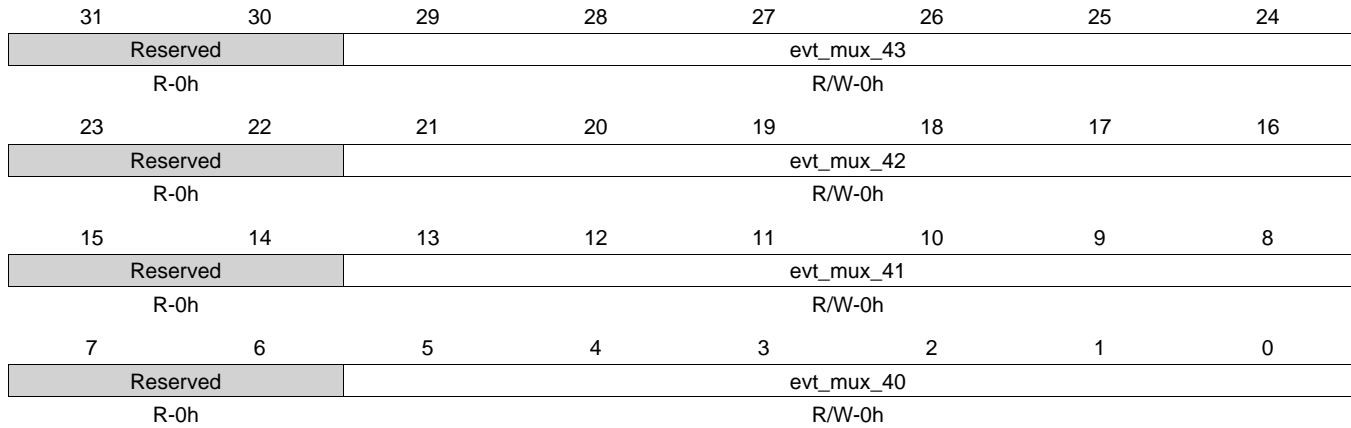 31 30 29 28 27 26 25 24
Reserved evt_mux_43
R-0h R/W-0h
23 22 21 20 19 18 17 16
Reserved evt_mux_42
R-0h R/W-0h
15 14 13 12 11 10 9 8
Reserved evt_mux_41
R-0h R/W-0h
7 6 5 4 3 2 1 0
Reserved evt_mux_40
R-0h R/W-0h